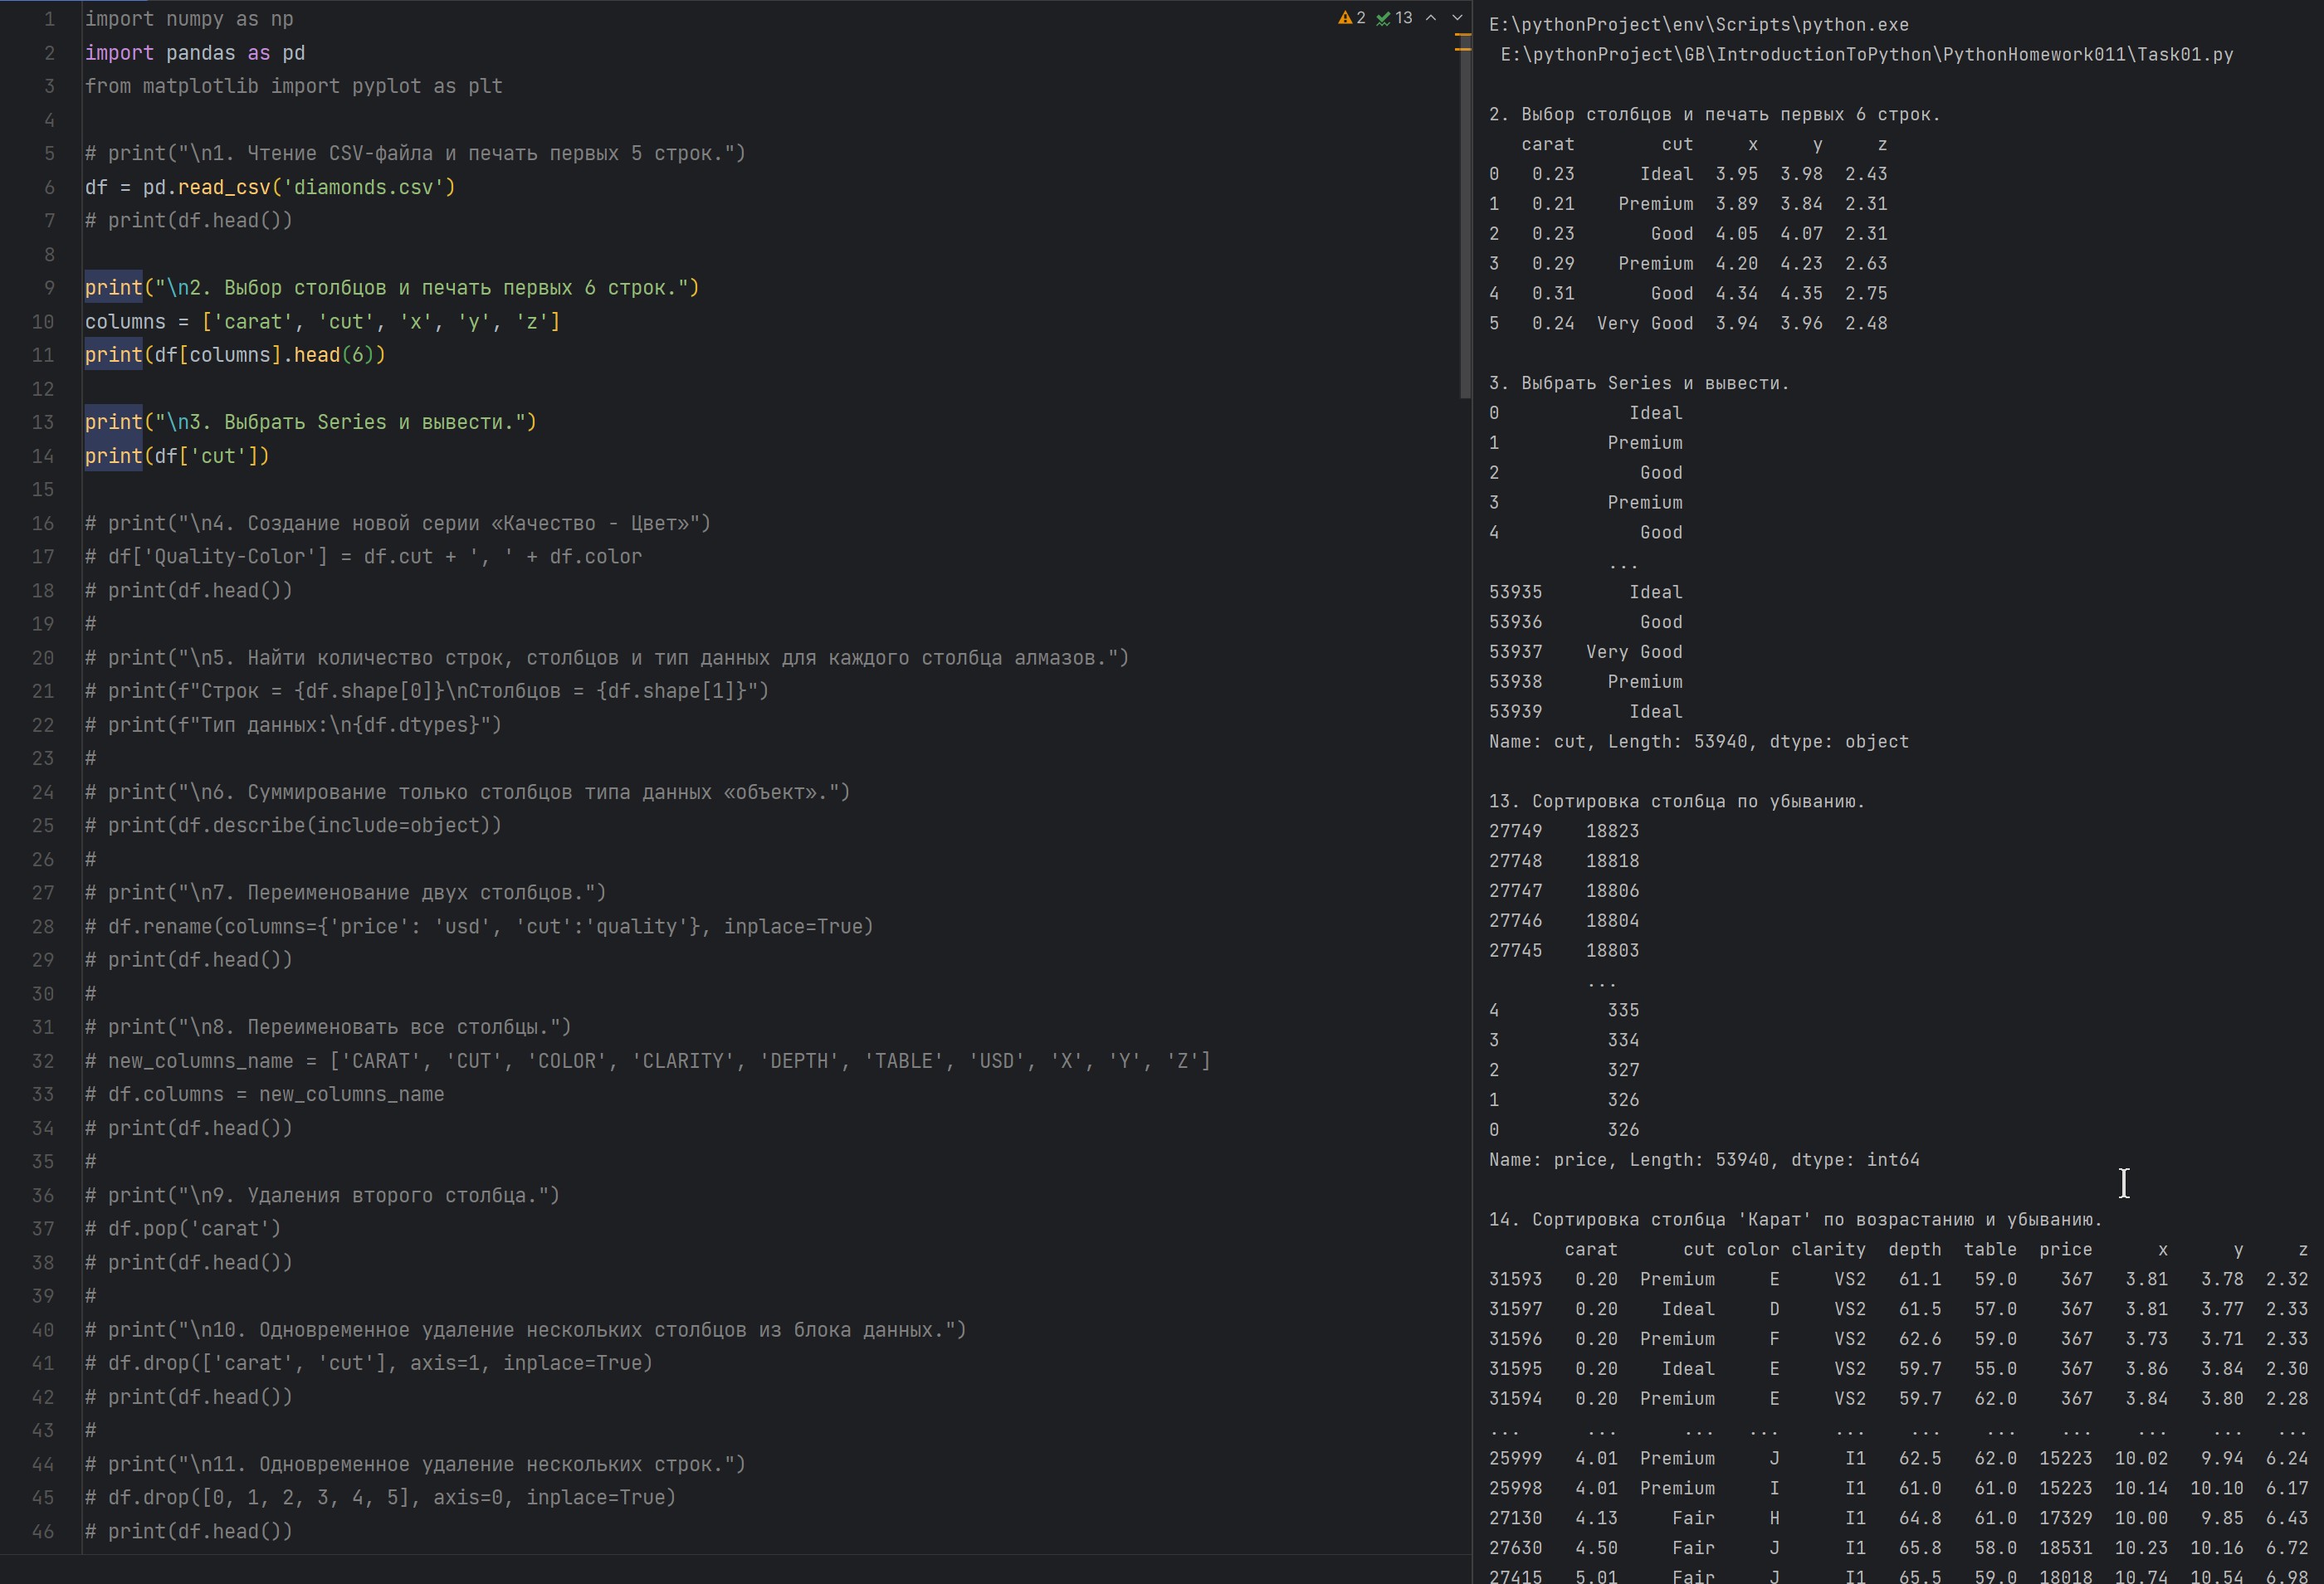 1 import numpy as np
2 import pandas as pd
3 from matplotlib import pyplot as plt
4
5 # print("\n1. Чтение CSV-файла и печать первых 5 строк.")
6 df = pd.read_csv('diamonds.csv')
7 # print(df.head())
8
9 print("\n2. Выбор столбцов и печать первых 6 строк.")
10 columns = ['carat', 'cut', 'x', 'y', 'z']
11 print(df[columns].head(6))
12
13 print("\n3. Выбрать Series и вывести.")
14 print(df['cut'])
15
16 # print("\n4. Создание новой серии «Качество - Цвет»")
17 # df['Quality-Color'] = df.cut + ', ' + df.color
18 # print(df.head())
19 #
20 # print("\n5. Найти количество строк, столбцов и тип данных для каждого столбца алмазов.")
21 # print(f"Строк = {df.shape[0]}\nСтолбцов = {df.shape[1]}")
22 # print(f"Тип данных:\n{df.dtypes}")
23 #
24 # print("\n6. Суммирование только столбцов типа данных «объект».")
25 # print(df.describe(include=object))
26 #
27 # print("\n7. Переименование двух столбцов.")
28 # df.rename(columns={'price': 'usd', 'cut':'quality'}, inplace=True)
29 # print(df.head())
30 #
31 # print("\n8. Переименовать все столбцы.")
32 # new_columns_name = ['CARAT', 'CUT', 'COLOR', 'CLARITY', 'DEPTH', 'TABLE', 'USD', 'X', 'Y', 'Z']
33 # df.columns = new_columns_name
34 # print(df.head())
35 #
36 # print("\n9. Удаления второго столбца.")
37 # df.pop('carat')
38 # print(df.head())
39 #
40 # print("\n10. Одновременное удаление нескольких столбцов из блока данных.")
41 # df.drop(['carat', 'cut'], axis=1, inplace=True)
42 # print(df.head())
43 #
44 # print("\n11. Одновременное удаление нескольких строк.")
45 # df.drop([0, 1, 2, 3, 4, 5], axis=0, inplace=True)
46 # print(df.head())
2 13
E:\pythonProject\env\Scripts\python.exe
E:\pythonProject\GB\IntroductionToPython\PythonHomework011\Task01.py
2. Выбор столбцов и печать первых 6 строк.
carat cut x y z
0 0.23 Ideal 3.95 3.98 2.43
1 0.21 Premium 3.89 3.84 2.31
2 0.23 Good 4.05 4.07 2.31
3 0.29 Premium 4.20 4.23 2.63
4 0.31 Good 4.34 4.35 2.75
5 0.24 Very Good 3.94 3.96 2.48
3. Выбрать Series и вывести.
0 Ideal
1 Premium
2 Good
3 Premium
4 Good
...
53935 Ideal
53936 Good
53937 Very Good
53938 Premium
53939 Ideal
Name: cut, Length: 53940, dtype: object
13. Сортировка столбца по убыванию.
27749 18823
27748 18818
27747 18806
27746 18804
27745 18803
...
4 335
3 334
2 327
1 326
0 326
Name: price, Length: 53940, dtype: int64
14. Сортировка столбца 'Карат' по возрастанию и убыванию.
carat cut color clarity depth table price x y z
31593 0.20 Premium E VS2 61.1 59.0 367 3.81 3.78 2.32
31597 0.20 Ideal D VS2 61.5 57.0 367 3.81 3.77 2.33
31596 0.20 Premium F VS2 62.6 59.0 367 3.73 3.71 2.33
31595 0.20 Ideal E VS2 59.7 55.0 367 3.86 3.84 2.30
31594 0.20 Premium E VS2 59.7 62.0 367 3.84 3.80 2.28
... ... ... ... ... ... ... ... ... ... ...
25999 4.01 Premium J I1 62.5 62.0 15223 10.02 9.94 6.24
25998 4.01 Premium I I1 61.0 61.0 15223 10.14 10.10 6.17
27130 4.13 Fair H I1 64.8 61.0 17329 10.00 9.85 6.43
27630 4.50 Fair J I1 65.8 58.0 18531 10.23 10.16 6.72
27415 5.01 Fair J I1 65.5 59.0 18018 10.74 10.54 6.98